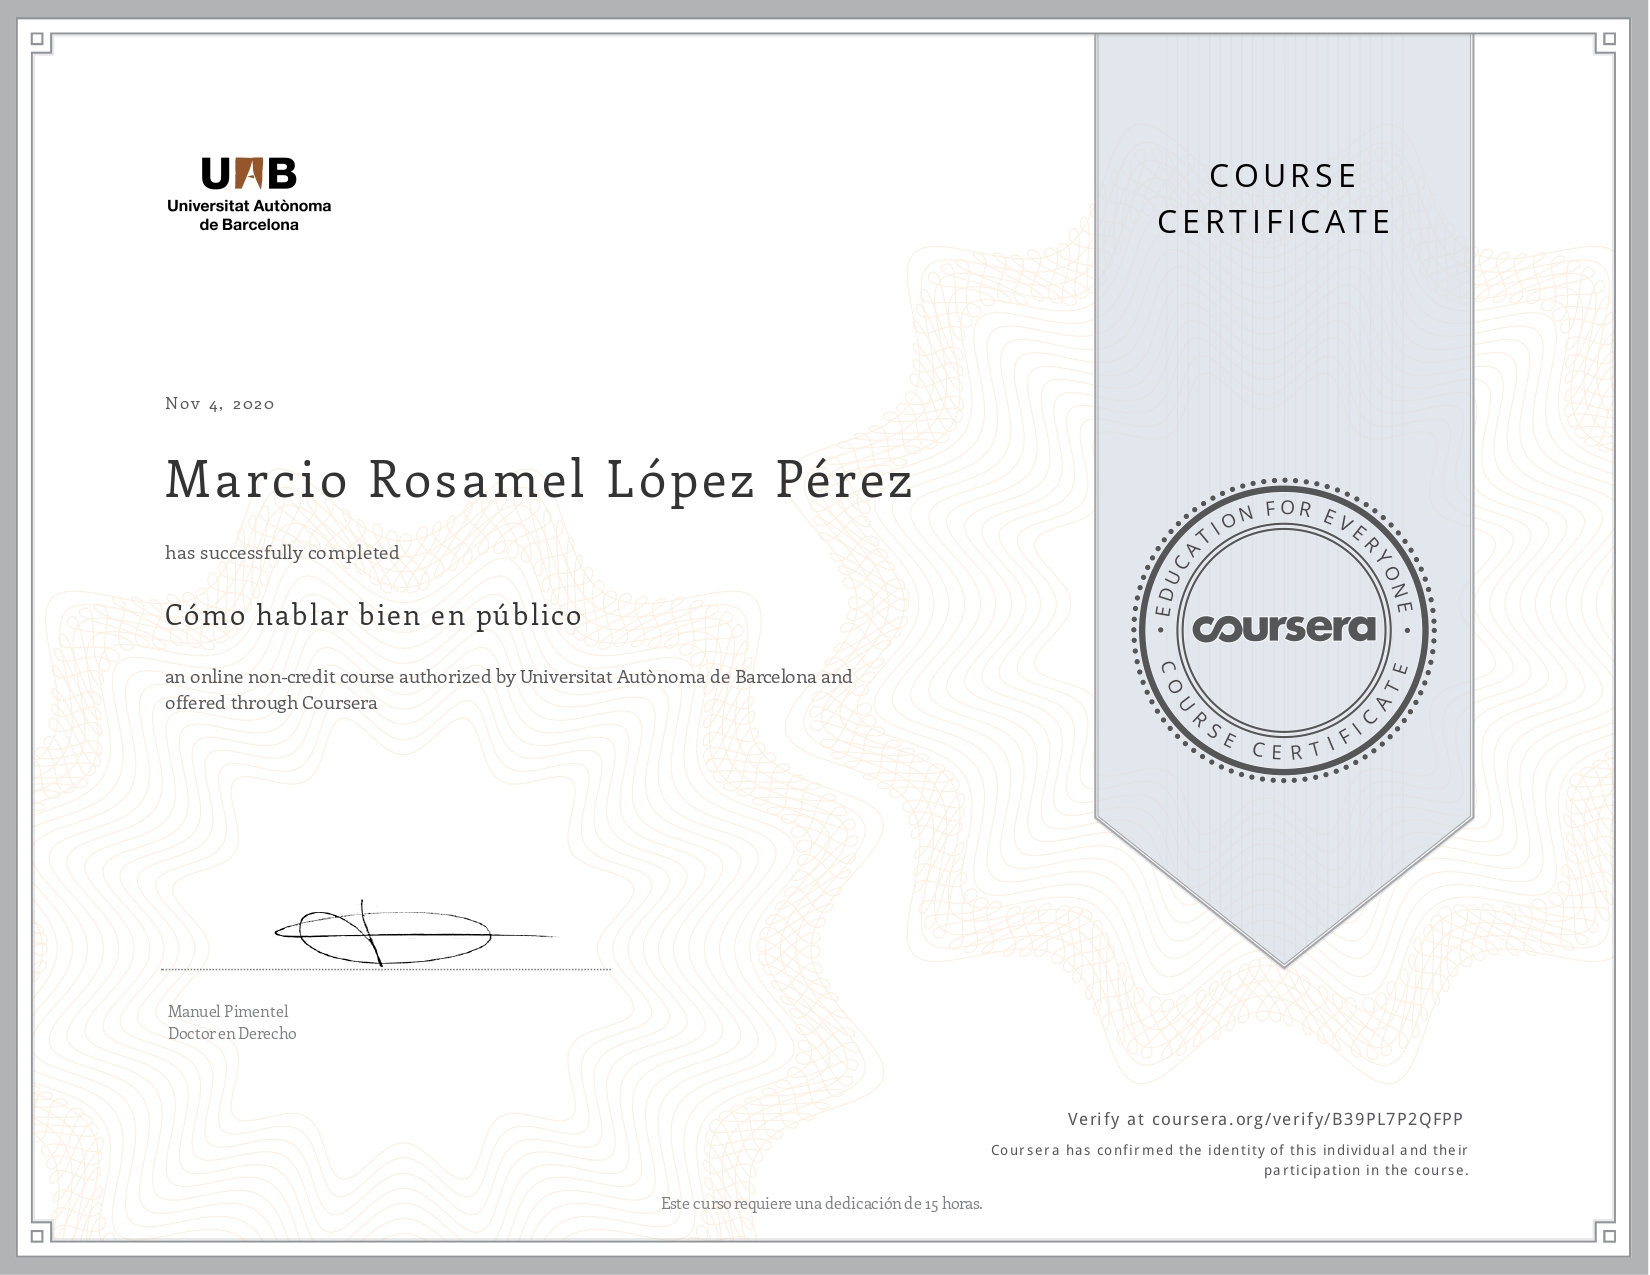 UAB
Universitat Autònoma
de Barcelona
COURSE
CERTIFICATE
Nov 4, 2020
Marcio Rosamel López Pérez
has successfully completed
Cómo hablar bien en público
an online non-credit course authorized by Universitat Autònoma de Barcelona and
offered through Coursera
EDUCATION FOR EVERYONE
coursera
COURSE CERTIFICATE
Manuel Pimentel
Doctor en Derecho
Verify at coursera.org/verify/B39PL7P2QFPP
Coursera has confirmed the identity of this individual and their
participation in the course.
Este curso requiere una dedicación de 15 horas.